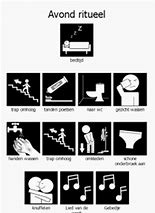 Avond ritueel
bedtijd
trap omhoog
tanden poetsen
naar wc
gezicht wassen
handen wassen
trap omhoog
omkleden
schone
onderbroek aan
knuffelen
Lied van de
maan
Gebedje